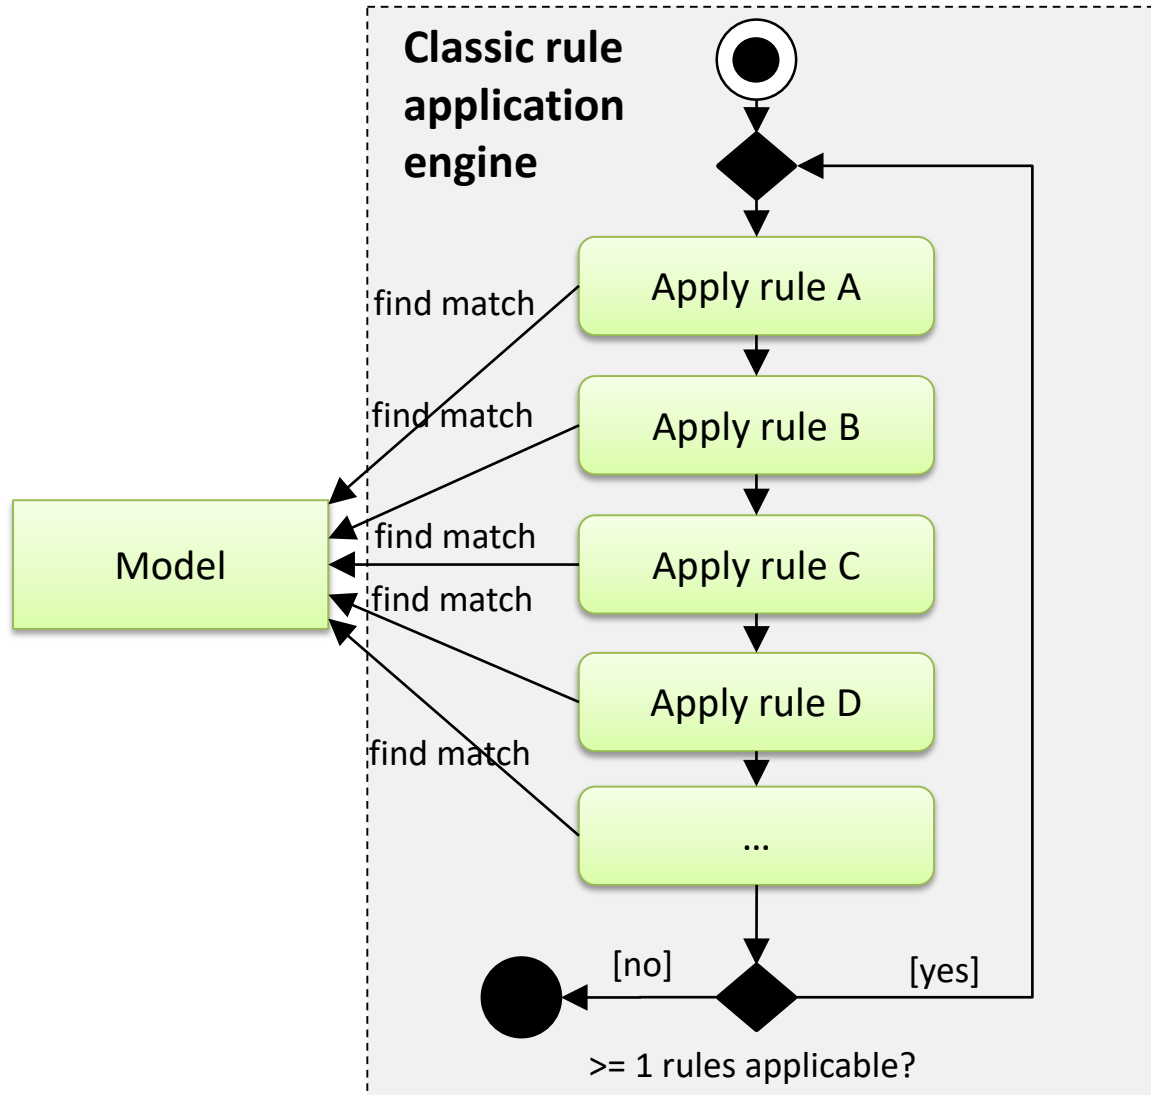 Classic rule
application
engine
Apply rule A
find match
Apply rule B
find match
Apply rule C
find match
Model
find match
Apply rule D
find match
...
[no]
[yes]
>= 1 rules applicable?